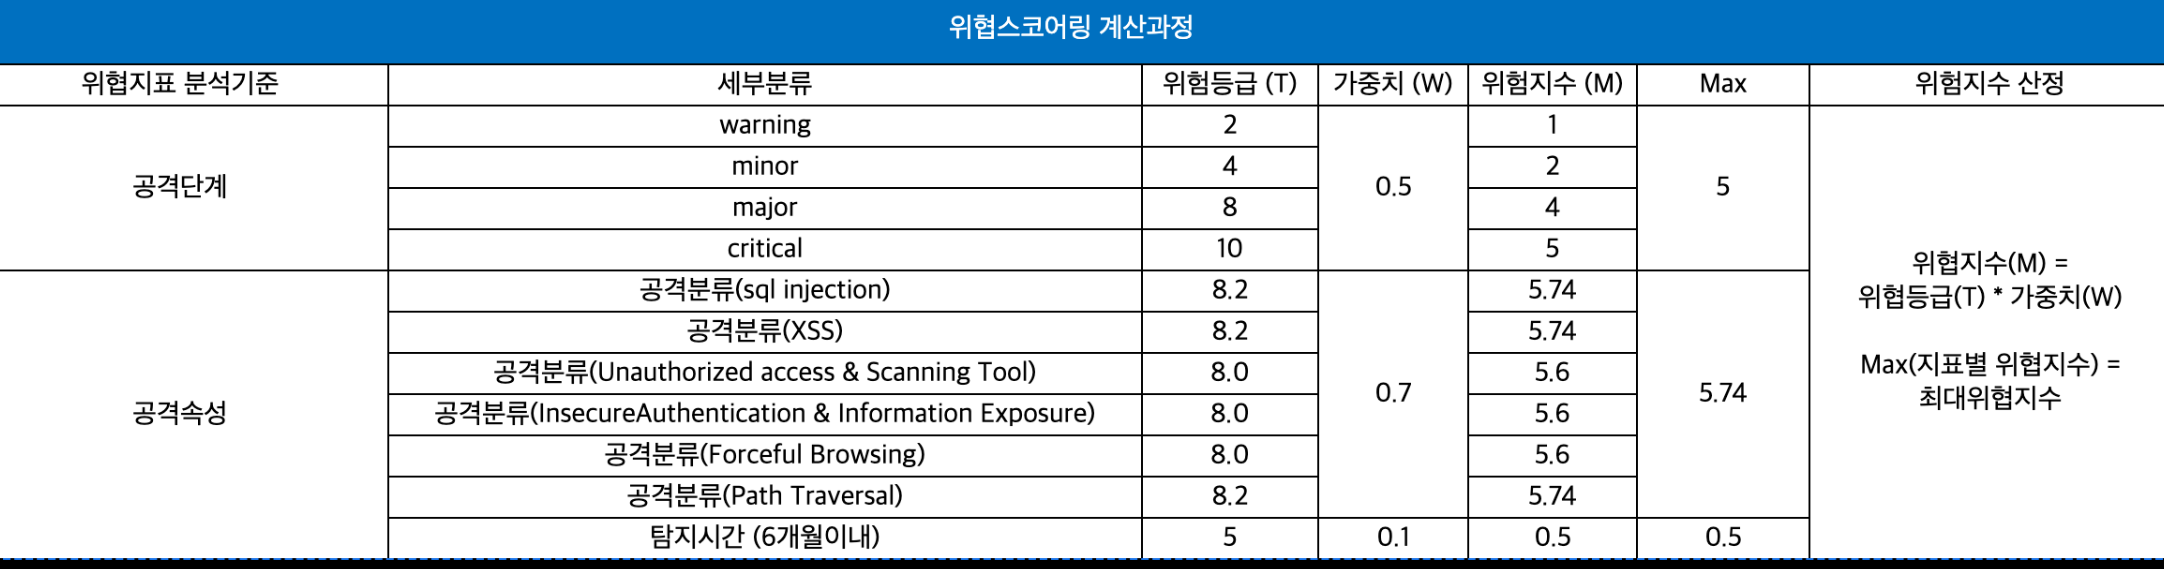 위협스코어링 계산과정
위협지표 분석기준 세부분류 위험등급 (T) 가중치 (W) 위험지수 (M) Max 위험지수 산정
공격단계
warning 2 1
minor 4 2
0.5 5
major 8 4
critical 10 5
위협지수(M) =
위협등급(T) * 가중치(W)
Max(지표별 위협지수) =
최대위협지수
공격속성
공격분류(sql injection) 8.2 5.74
공격분류(XSS) 8.2 5.74
공격분류(Unauthorized access & Scanning Tool) 8.0 5.6
0.7 5.74
공격분류(InsecureAuthentication & Information Exposure) 8.0 5.6
공격분류(Forceful Browsing) 8.0 5.6
공격분류(Path Traversal) 8.2 5.74
탐지시간 (6개월이내) 5 0.1 0.5 0.5